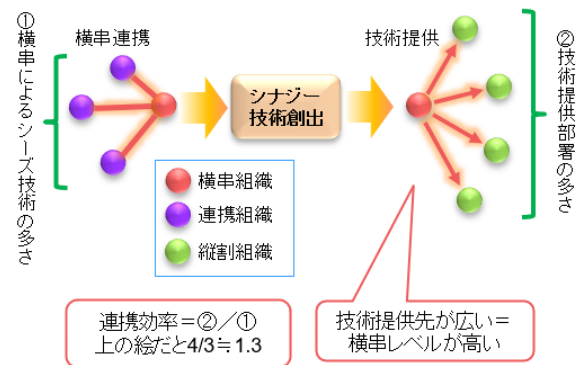 ①横串によるシーズ技術の多さ
横串連携
シナジー
技術創出
技術提供
②技術提供部署の多さ
横串組織
連携組織
縦割組織
連携効率=②/①
上の絵だと4/3≒1.3
技術提供先が広い=
横串レベルが高い